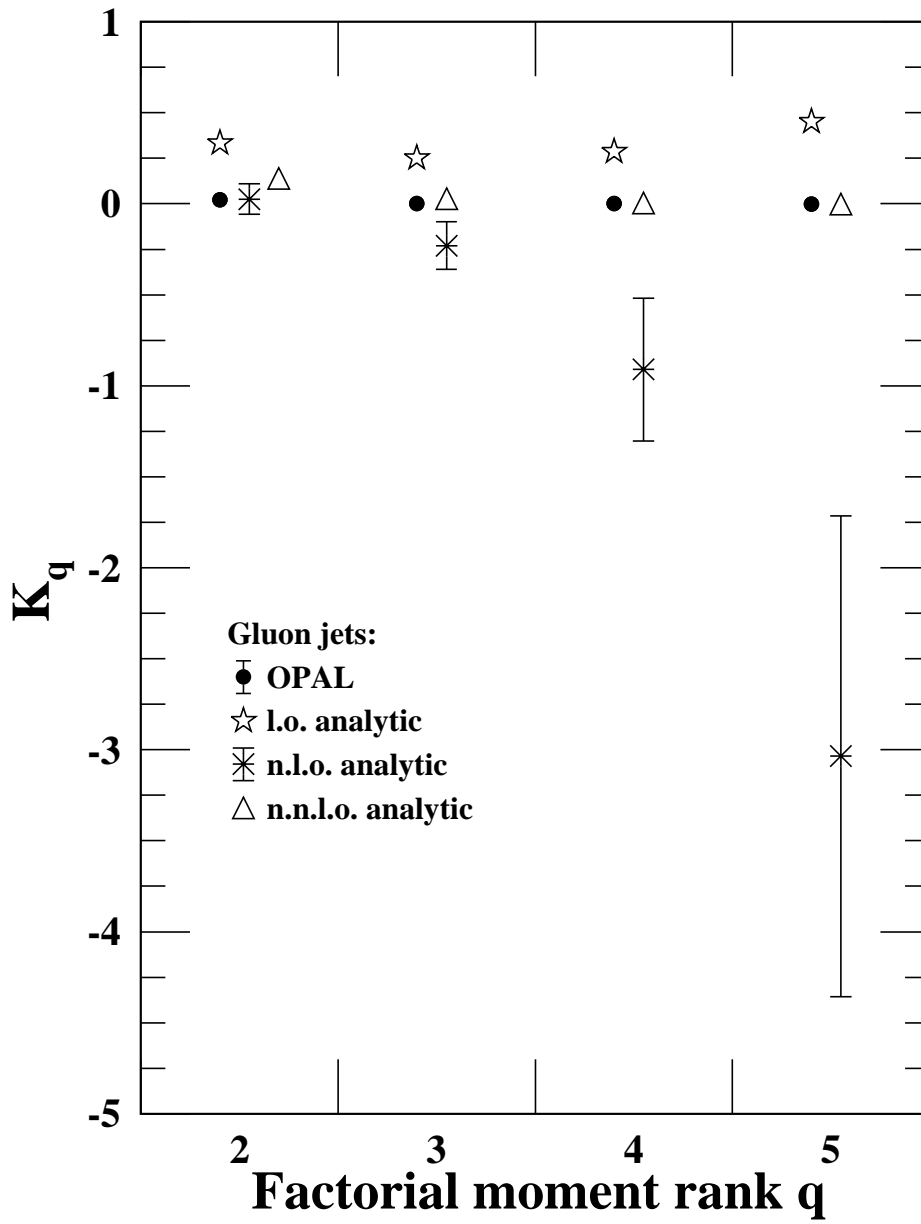 1
0
-1
-2
-3
-4
-5
K_q
Gluon jets:
OPAL
l.o. analytic
n.l.o. analytic
n.n.l.o. analytic
2 3 4 5
Factorial moment rank q